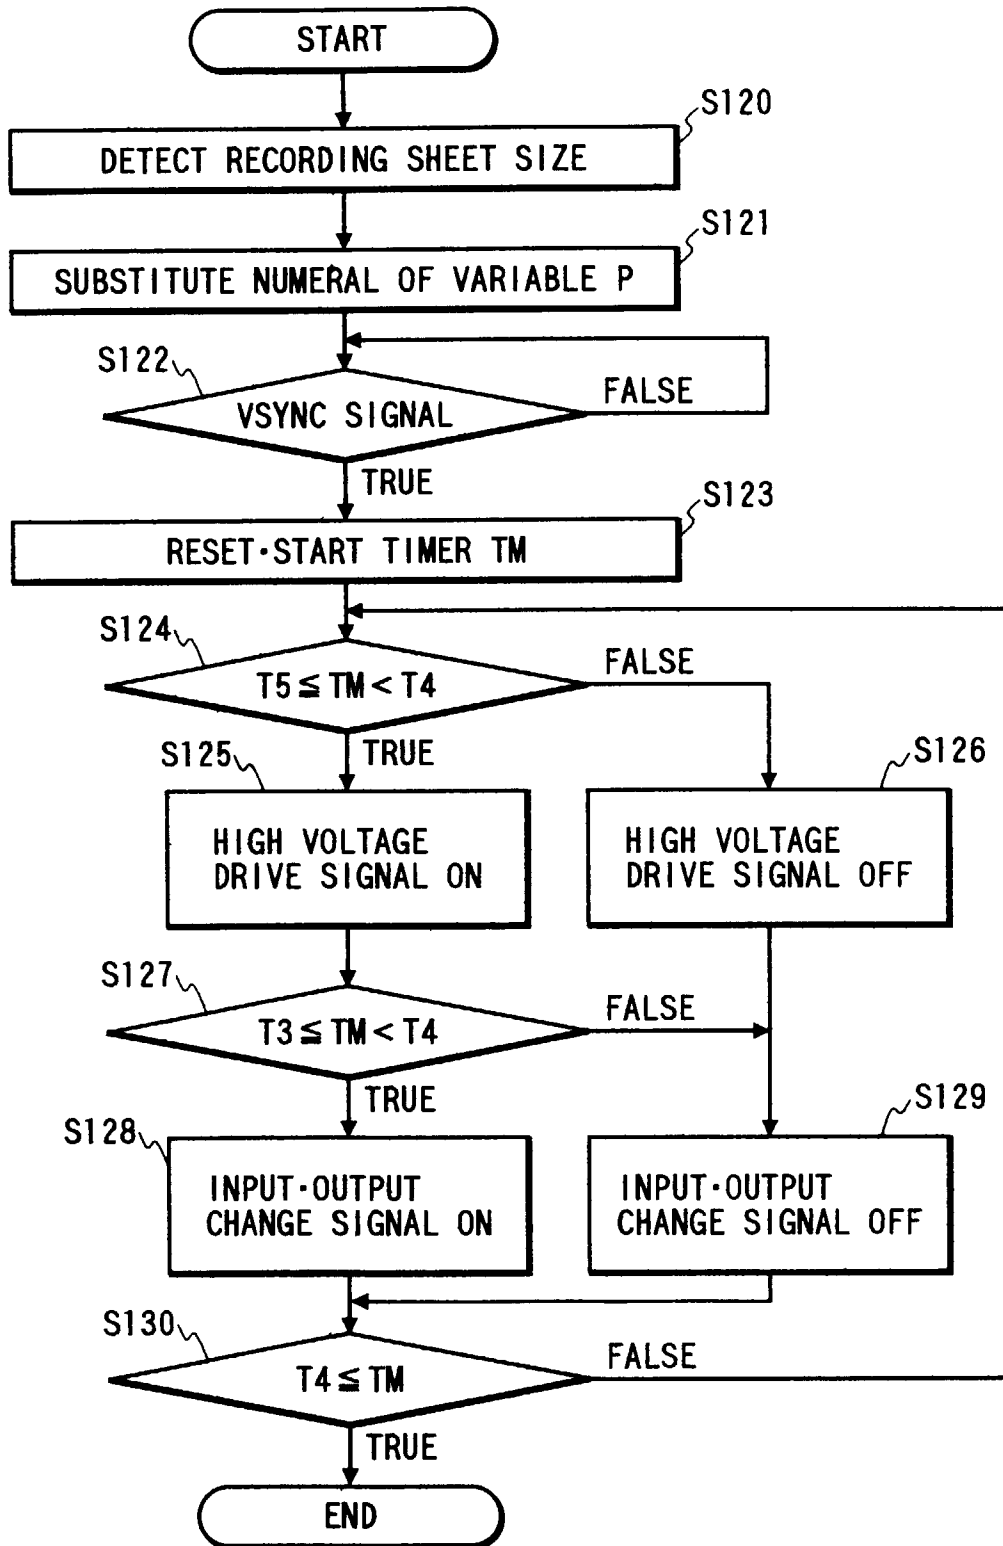 START
S120
DETECT RECORDING SHEET SIZE
S121
SUBSTITUTE NUMERAL OF VARIABLE P
S122
VSYNC SIGNAL
FALSE
TRUE
S123
RESET·START TIMER TM
S124
T5 ≦ TM < T4
FALSE
TRUE
S125
HIGH VOLTAGE
DRIVE SIGNAL ON
S126
HIGH VOLTAGE
DRIVE SIGNAL OFF
S127
T3 ≦ TM < T4
FALSE
TRUE
S128
INPUT·OUTPUT
CHANGE SIGNAL ON
S129
INPUT·OUTPUT
CHANGE SIGNAL OFF
S130
T4 ≦ TM
FALSE
TRUE
END